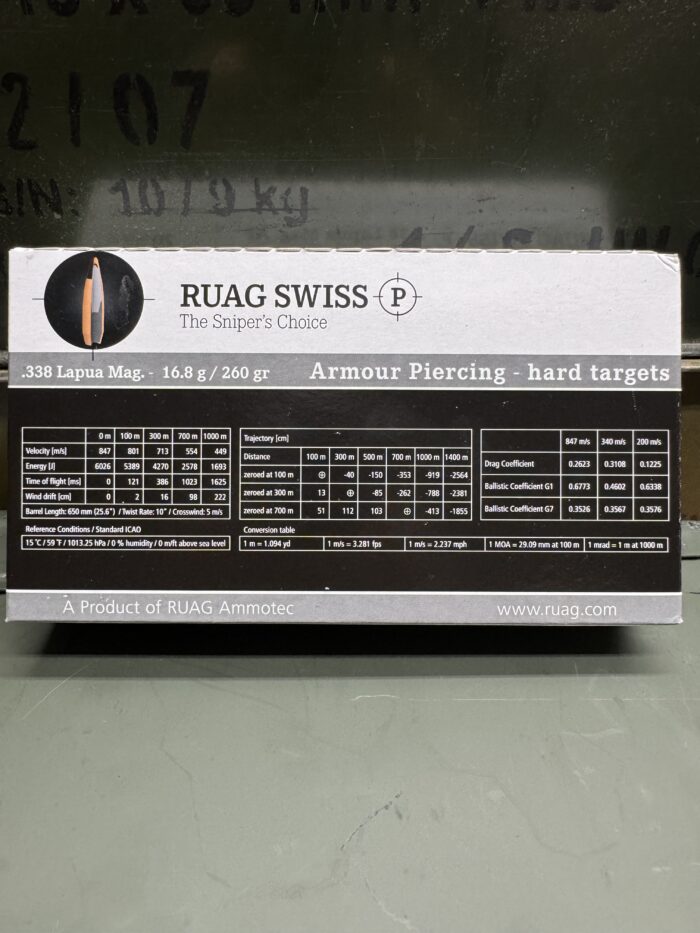 2107
10/9 kg
RUAG SWISS P
The Sniper's Choice
.338 Lapua Mag. - 16.8 g / 260 gr Armour Piercing - hard targets
0 m 100 m 300 m 700 m 1000 m
Velocity [m/s] 847 801 713 554 449
Energy [J] 6026 5389 4270 2578 1693
Time of flight [ms] 0 121 386 1023 1625
Wind drift [cm] 0 2 16 98 222
Barrel Length: 650 mm (25.6") / Twist Rate: 10" / Crosswind: 5 m/s
Reference Conditions / Standard ICAO
15 °C / 59 °F / 1013.25 hPa / 0 % humidity / 0 m/ft above sea level
Trajectory [cm]
Distance 100 m 300 m 500 m 700 m 1000 m 1400 m
zeroed at 100 m ⊕ -40 -150 -353 -919 -2564
zeroed at 300 m 13 ⊕ -85 -262 -788 -2381
zeroed at 700 m 51 112 103 ⊕ -413 -1855
Conversion table
1 m = 1.094 yd 1 m/s = 3.281 fps 1 m/s = 2.237 mph 1 MOA = 29.09 mm at 100 m 1 mrad = 1 m at 1000 m
847 m/s 340 m/s 200 m/s
Drag Coefficient 0.2623 0.3108 0.1225
Ballistic Coefficient G1 0.6773 0.4602 0.6338
Ballistic Coefficient G7 0.3526 0.3567 0.3576
A Product of RUAG Ammotec www.ruag.com